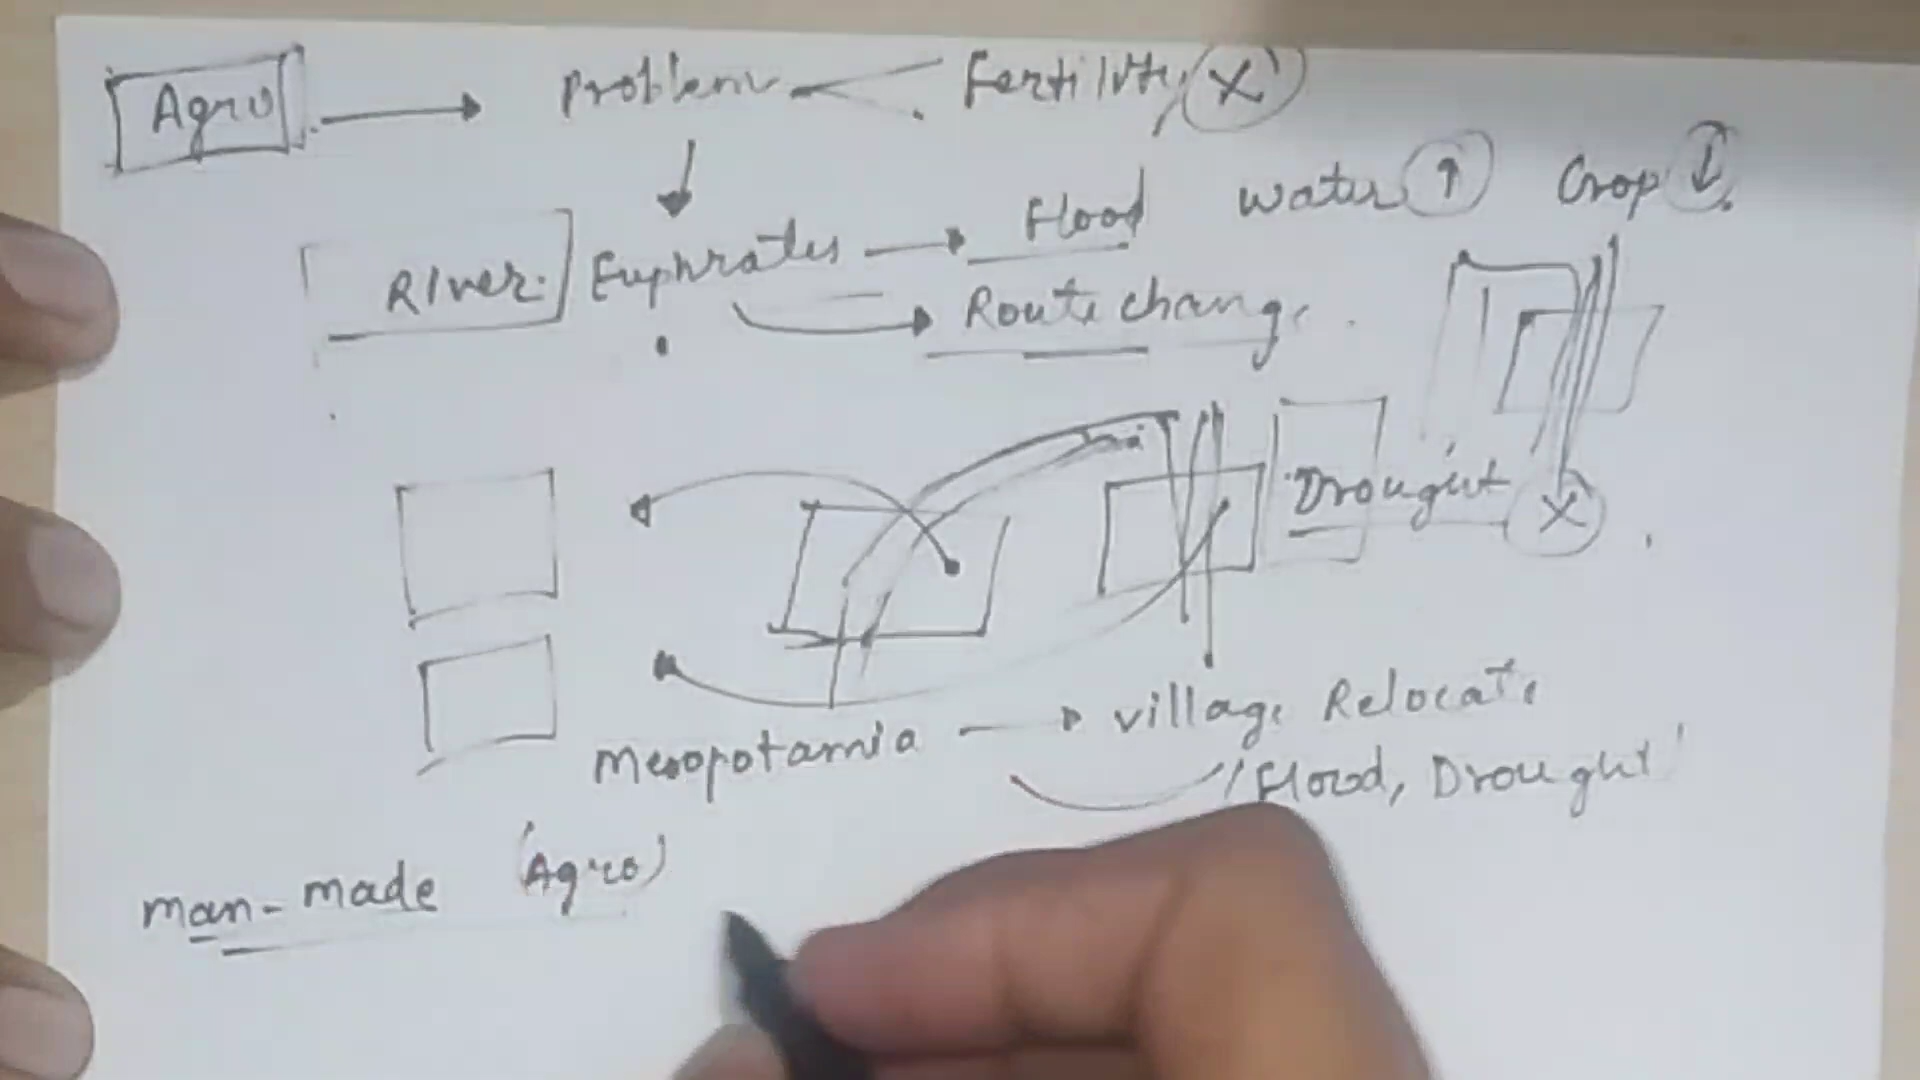 Agro → Problem < Fertility X
Flood water ↑ Crop ↓
River. Euphrates →
Route change
Drought X
Mesopotamia → village Relocate
Flood, Drought
man-made (Agro)